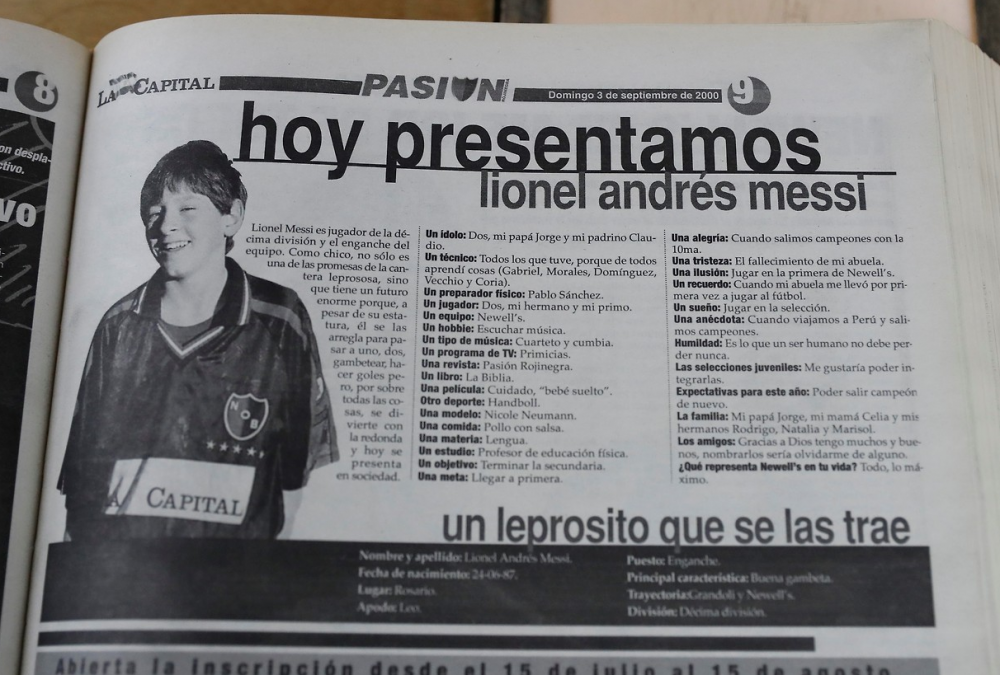 8
on despla-
ctivo.
VO
LA CAPITAL
PASION
Domingo 3 de septiembre de 2000
9
hoy presentamos
lionel andrés messi
Lionel Messi es jugador de la dé-
cima división y el enganche del
equipo. Como chico, no sólo es
una de las promesas de la can-
tera leprososa, sino
que tiene un futuro
enorme porque, a
pesar de su esta-
tura, él se las
arregla para pa-
sar a uno, dos,
gambetear, ha-
cer goles pe-
ro, por sobre
todas las co-
sas, se di-
vierte con
la redonda
y hoy se
presenta
en sociedad.
Un ídolo: Dos, mi papá Jorge y mi padrino Clau-
dio.
Un técnico: Todos los que tuve, porque de todos
aprendí cosas (Gabriel, Morales, Domínguez,
Vecchio y Coria).
Un preparador físico: Pablo Sánchez.
Un jugador: Dos, mi hermano y mi primo.
Un equipo: Newell's.
Un hobbie: Escuchar música.
Un tipo de música: Cuarteto y cumbia.
Un programa de TV: Primicias.
Una revista: Pasión Rojinegra.
Un libro: La Biblia.
Una película: Cuidado, "bebé suelto".
Otro deporte: Handboll.
Una modelo: Nicole Neumann.
Una comida: Pollo con salsa.
Una materia: Lengua.
Un estudio: Profesor de educación física.
Un objetivo: Terminar la secundaria.
Una meta: Llegar a primera.
Una alegría: Cuando salimos campeones con la
10ma.
Una tristeza: El fallecimiento de mi abuela.
Una ilusión: Jugar en la primera de Newell's.
Un recuerdo: Cuando mi abuela me llevó por pri-
mera vez a jugar al fútbol.
Un sueño: Jugar en la selección.
Una anécdota: Cuando viajamos a Perú y sali-
mos campeones.
Humildad: Es lo que un ser humano no debe per-
der nunca.
Las selecciones juveniles: Me gustaría poder in-
tegrarlas.
Expectativas para este año: Poder salir campeón
de nuevo.
La familia: Mi papá Jorge, mi mamá Celia y mis
hermanos Rodrigo, Natalia y Marisol.
Los amigos: Gracias a Dios tengo muchos y bue-
nos, nombrarlos sería olvidarme de alguno.
¿Qué representa Newell's en tu vida? Todo, lo má-
ximo.
NOB
LA CAPITAL
un leprosito que se las trae
Nombre y apellido: Lionel Andrés Messi.
Fecha de nacimiento: 24-06-87.
Lugar: Rosario.
Apodo: Leo.
Puesto: Enganche.
Principal característica: Buena gambeta.
Trayectoria:Grandoli y Newell's.
División: Décima división.
Abierta la inscripción desde el 15 de julio al 15 de agosto